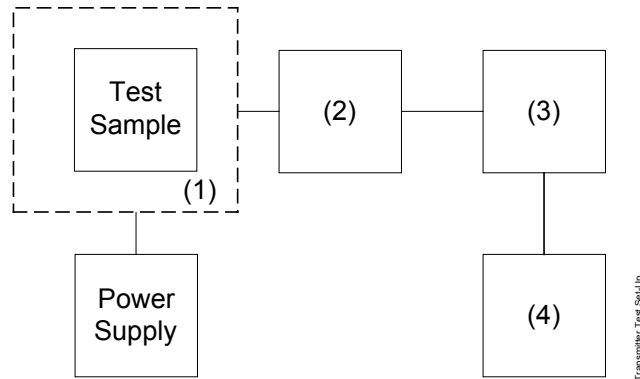 Test
Sample
(1)
(2)
(3)
Power
Supply
(4)
Transmitter Test Set-Up